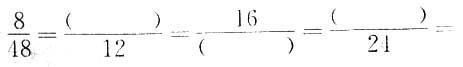 8/48 = (  )/12 = 16/(  ) = (  )/24 =